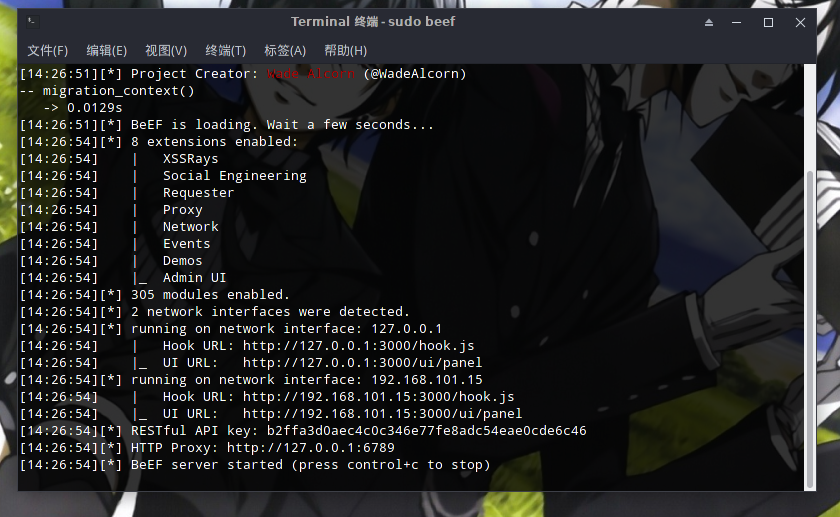 Terminal 终端 - sudo beef
文件(F) 编辑(E) 视图(V) 终端(T) 标签(A) 帮助(H)
[14:26:51][*] Project Creator: Wade Alcorn (@WadeAlcorn)
-- migration_context()
   -> 0.0129s
[14:26:51][*] BeEF is loading. Wait a few seconds...
[14:26:54][*] 8 extensions enabled:
[14:26:54]    |   XSSRays
[14:26:54]    |   Social Engineering
[14:26:54]    |   Requester
[14:26:54]    |   Proxy
[14:26:54]    |   Network
[14:26:54]    |   Events
[14:26:54]    |   Demos
[14:26:54]    |_  Admin UI
[14:26:54][*] 305 modules enabled.
[14:26:54][*] 2 network interfaces were detected.
[14:26:54][*] running on network interface: 127.0.0.1
[14:26:54]    |   Hook URL: http://127.0.0.1:3000/hook.js
[14:26:54]    |_  UI URL:   http://127.0.0.1:3000/ui/panel
[14:26:54][*] running on network interface: 192.168.101.15
[14:26:54]    |   Hook URL: http://192.168.101.15:3000/hook.js
[14:26:54]    |_  UI URL:   http://192.168.101.15:3000/ui/panel
[14:26:54][*] RESTful API key: b2ffa3d0aec4c0c346e77fe8adc54eae0cde6c46
[14:26:54][*] HTTP Proxy: http://127.0.0.1:6789
[14:26:54][*] BeEF server started (press control+c to stop)